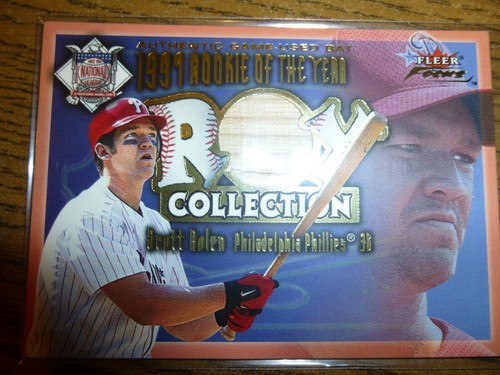 AUTHENTIC GAME-USED BAT
1997 ROOKIE OF THE YEAR
NATIONAL
FLEER
Focus
ROY
COLLECTION
Scott Rolen Philadelphia Phillies® 3B